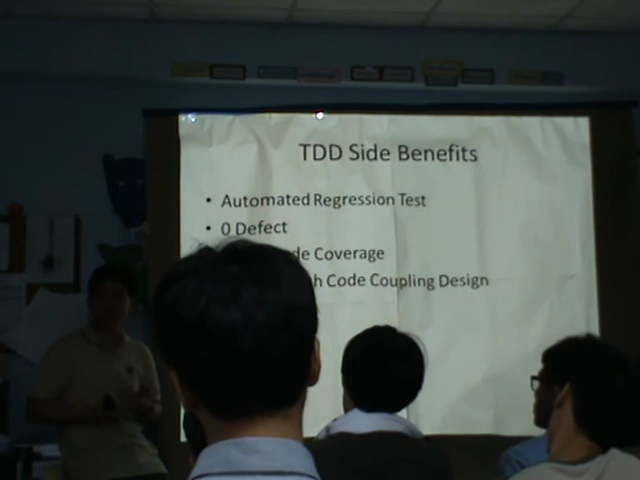 TDD Side Benefits
• Automated Regression Test
• 0 Defect
de Coverage
h Code Coupling Design